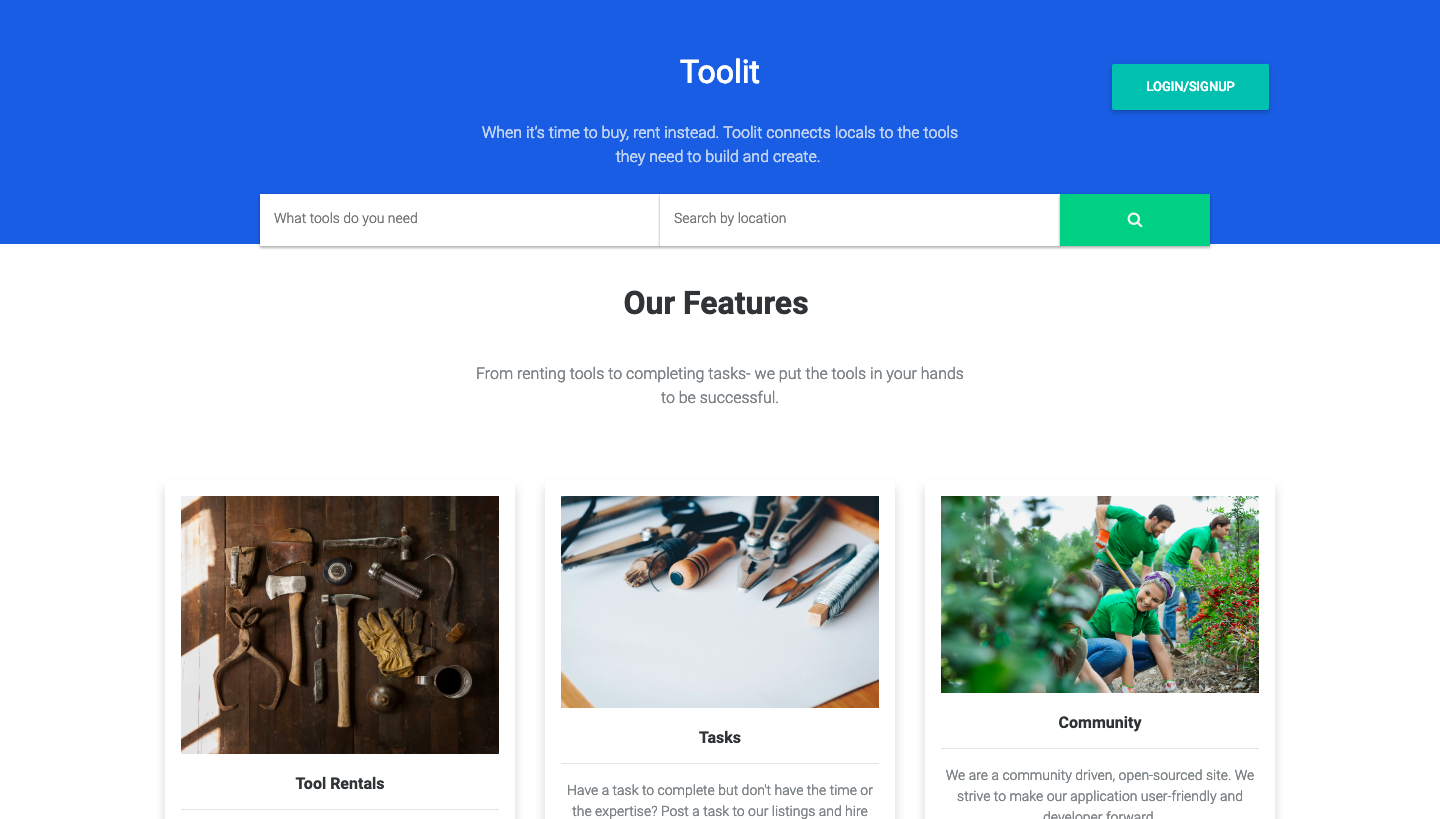 Toolit
LOGIN/SIGNUP
When it's time to buy, rent instead. Toolit connects locals to the tools
they need to build and create.
What tools do you need
Search by location
Our Features
From renting tools to completing tasks- we put the tools in your hands
to be successful.
Tool Rentals
Tasks
Have a task to complete but don't have the time or
the expertise? Post a task to our listings and hire
Community
We are a community driven, open-sourced site. We
strive to make our application user-friendly and
developer forward.